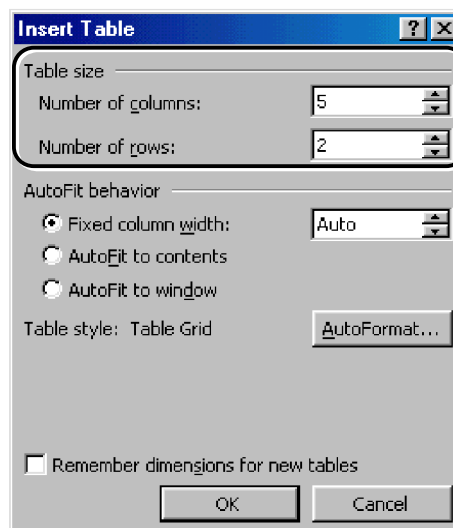 Insert Table ? X
Table size
Number of columns: 5
Number of rows: 2
AutoFit behavior
Fixed column width: Auto
AutoFit to contents
AutoFit to window
Table style: Table Grid AutoFormat...
Remember dimensions for new tables
OK Cancel